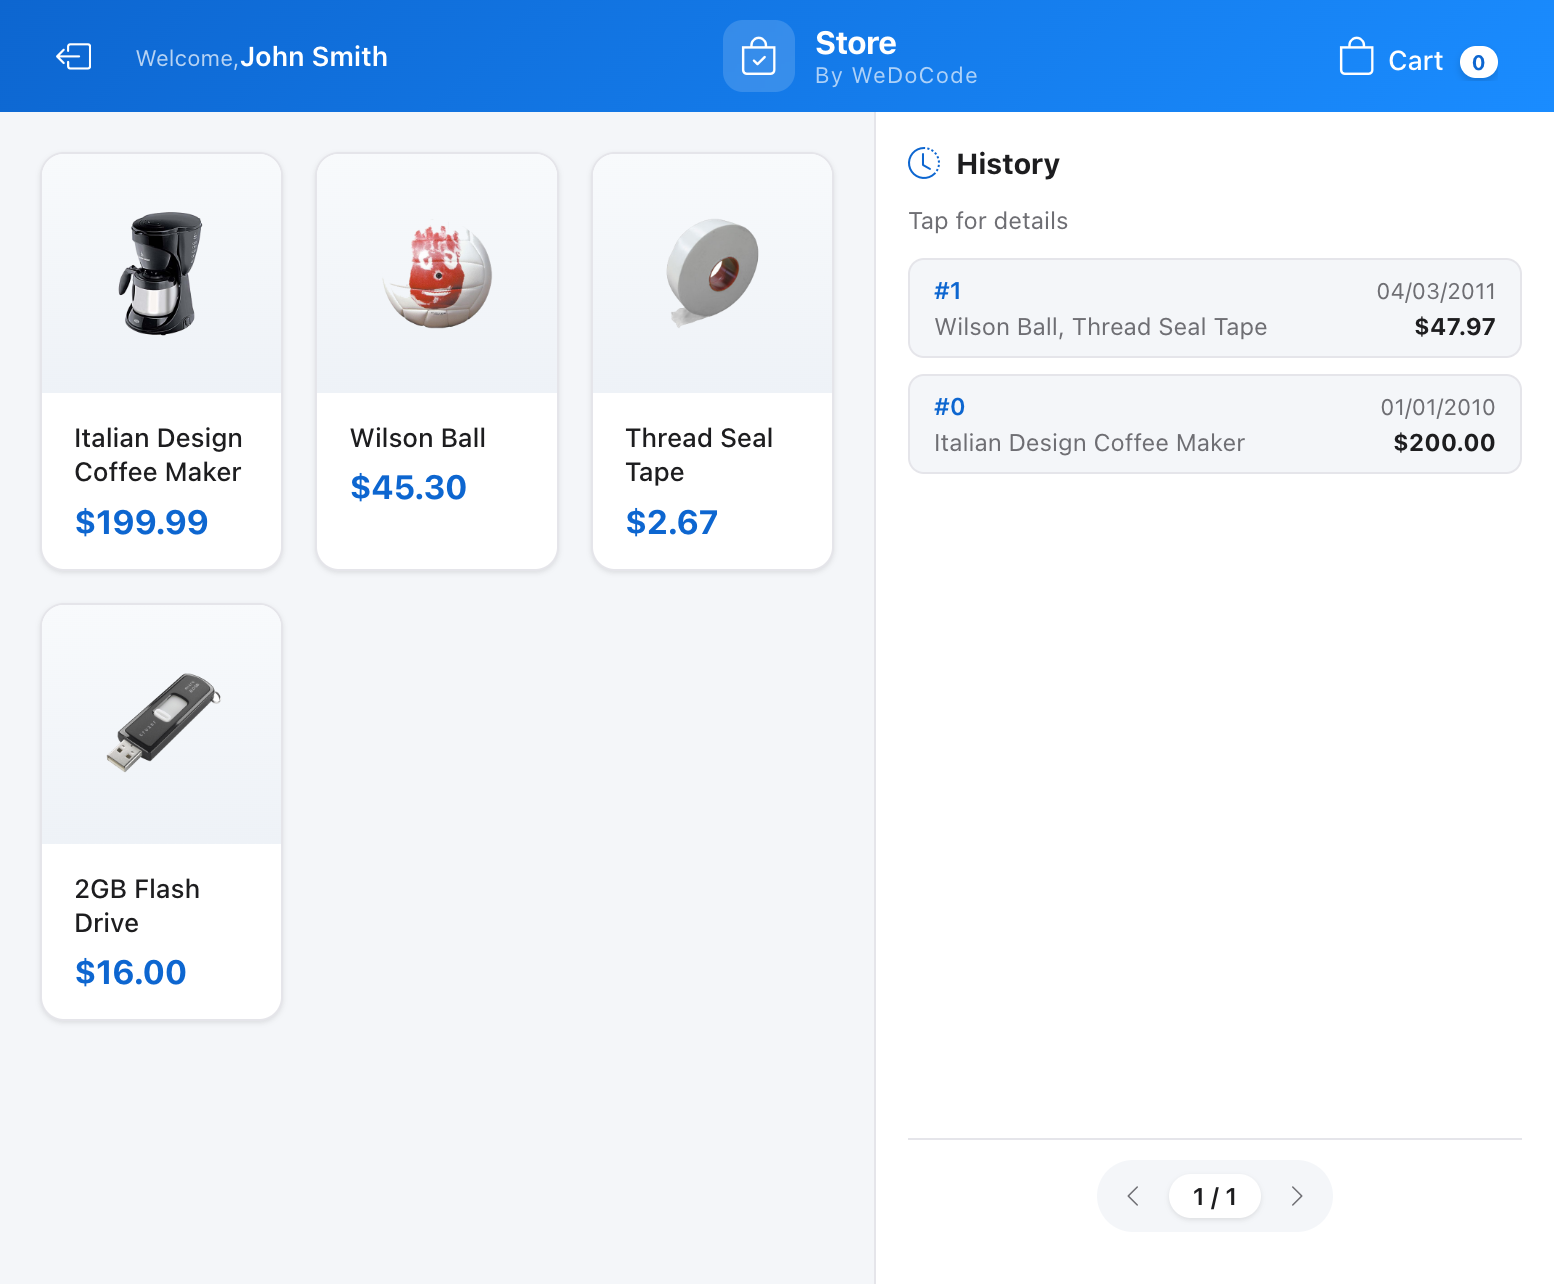 Welcome,John Smith
Store
By WeDoCode
Cart 0
Italian Design
Coffee Maker
$199.99
Wilson Ball
$45.30
Thread Seal
Tape
$2.67
2GB Flash
Drive
$16.00
History
Tap for details
#1 04/03/2011
Wilson Ball, Thread Seal Tape $47.97
#0 01/01/2010
Italian Design Coffee Maker $200.00
1 / 1